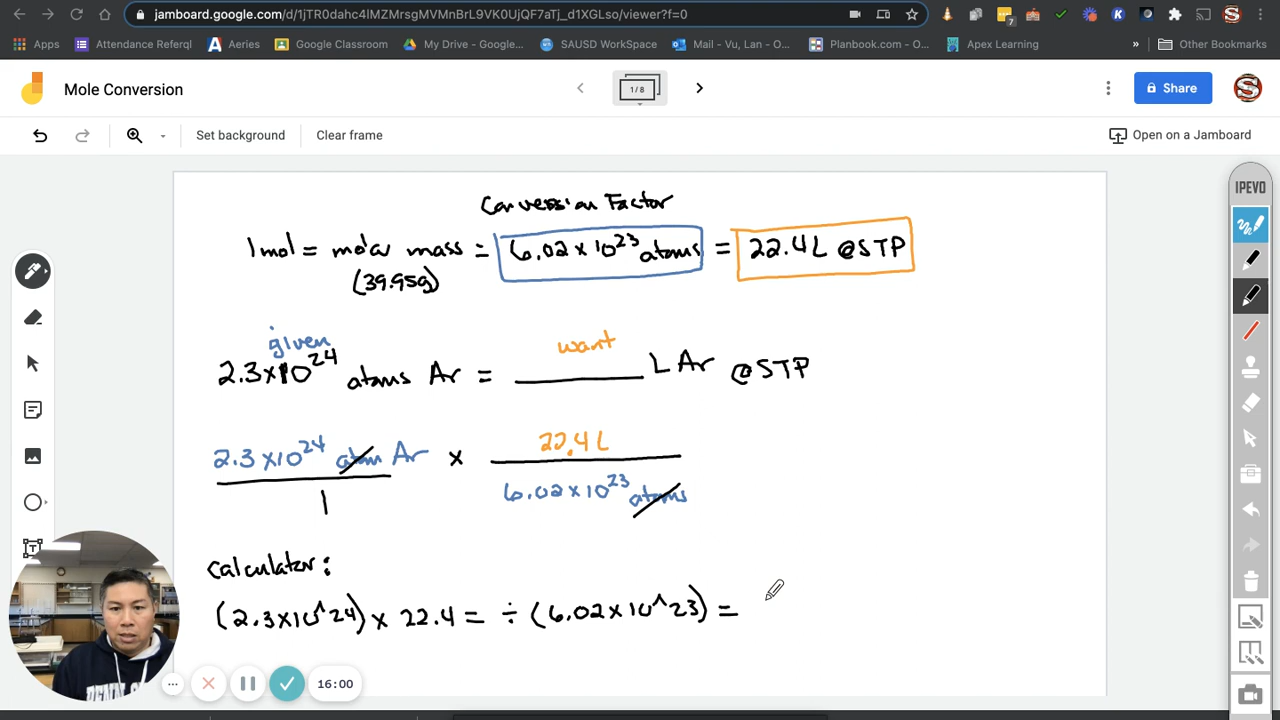 jamboard.google.com/d/1jTR0dahc4lMZMrsgMVMnBrL9VK0UjQF7aTj_d1XGLso/viewer?f=0
7
Apps Attendance Referql Aeries Google Classroom My Drive - Google... SAUSD WorkSpace Mail - Vu, Lan - O... Planbook.com - O... Apex Learning » Other Bookmarks
Mole Conversion
1/8
Share
Set background Clear frame
Open on a Jamboard
IPEVO
Conversion Factor
1mol = molar mass = 6.02 x 10^23 atoms = 22.4 L @STP
(39.95g)
given
want
2.3x10^24 atoms Ar = ______ L Ar @STP
2.3 x10^24 atom Ar x 22.4 L
1 6.02 x 10^23 atoms
calculator:
(2.3x10^24) x 22.4 = ÷ (6.02 x 10^23) =
16:00